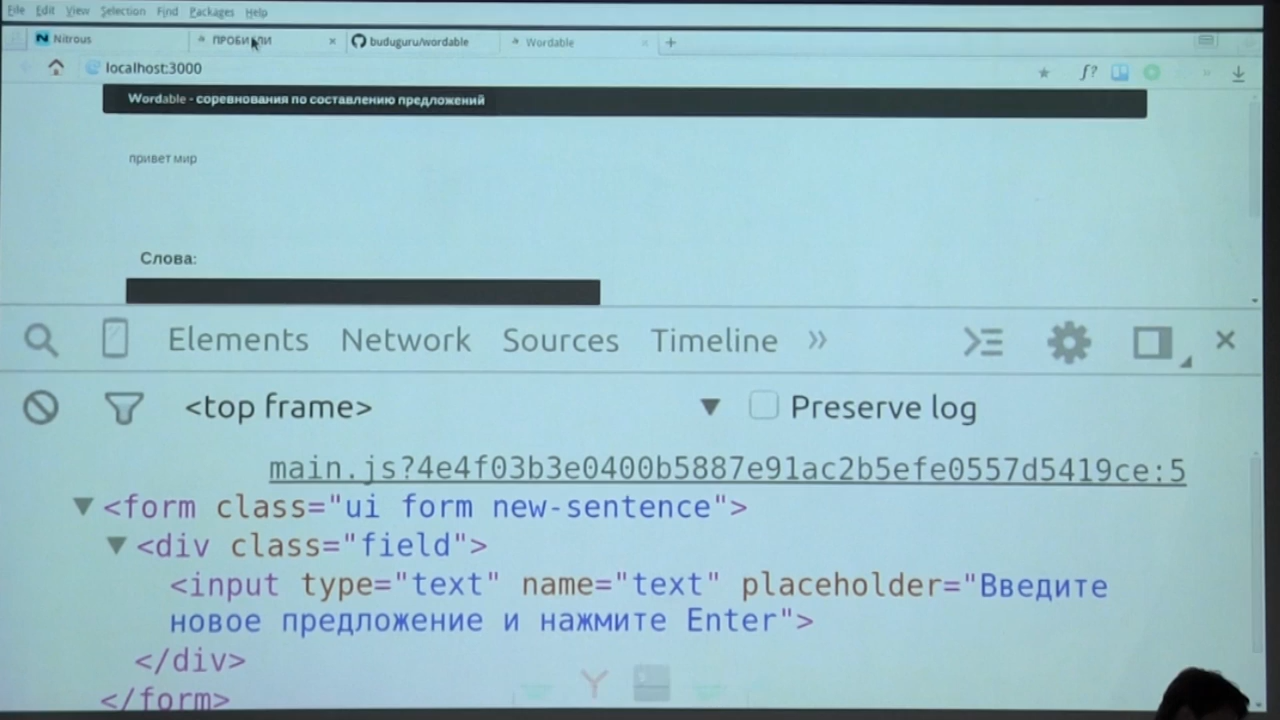 File Edit View Selection Find Packages Help
Nitrous
buduguru/wordable
Wordable
localhost:3000
f?
Wordable - соревнования по составлению предложений
привет мир
Слова:
Elements Network Sources Timeline »
<top frame> ▼ Preserve log
main.js?4e4f03b3e0400b5887e91ac2b5efe0557d5419ce:5
▼<form class="ui form new-sentence">
▼<div class="field">
<input type="text" name="text" placeholder="Введите
новое предложение и нажмите Enter">
</div>
</form>